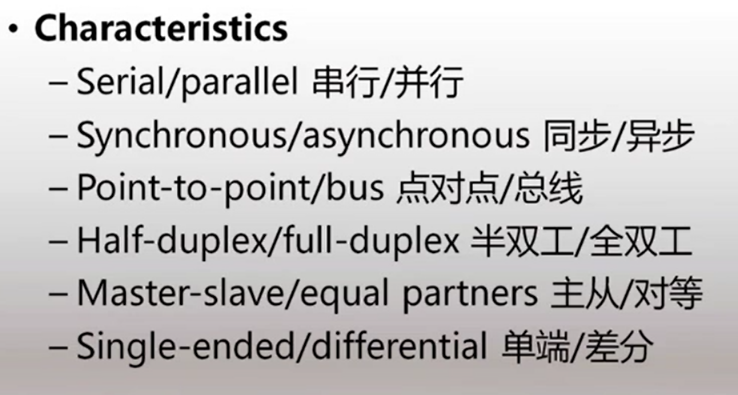 • Characteristics
– Serial/parallel 串行/并行
– Synchronous/asynchronous 同步/异步
– Point-to-point/bus 点对点/总线
– Half-duplex/full-duplex 半双工/全双工
– Master-slave/equal partners 主从/对等
– Single-ended/differential 单端/差分